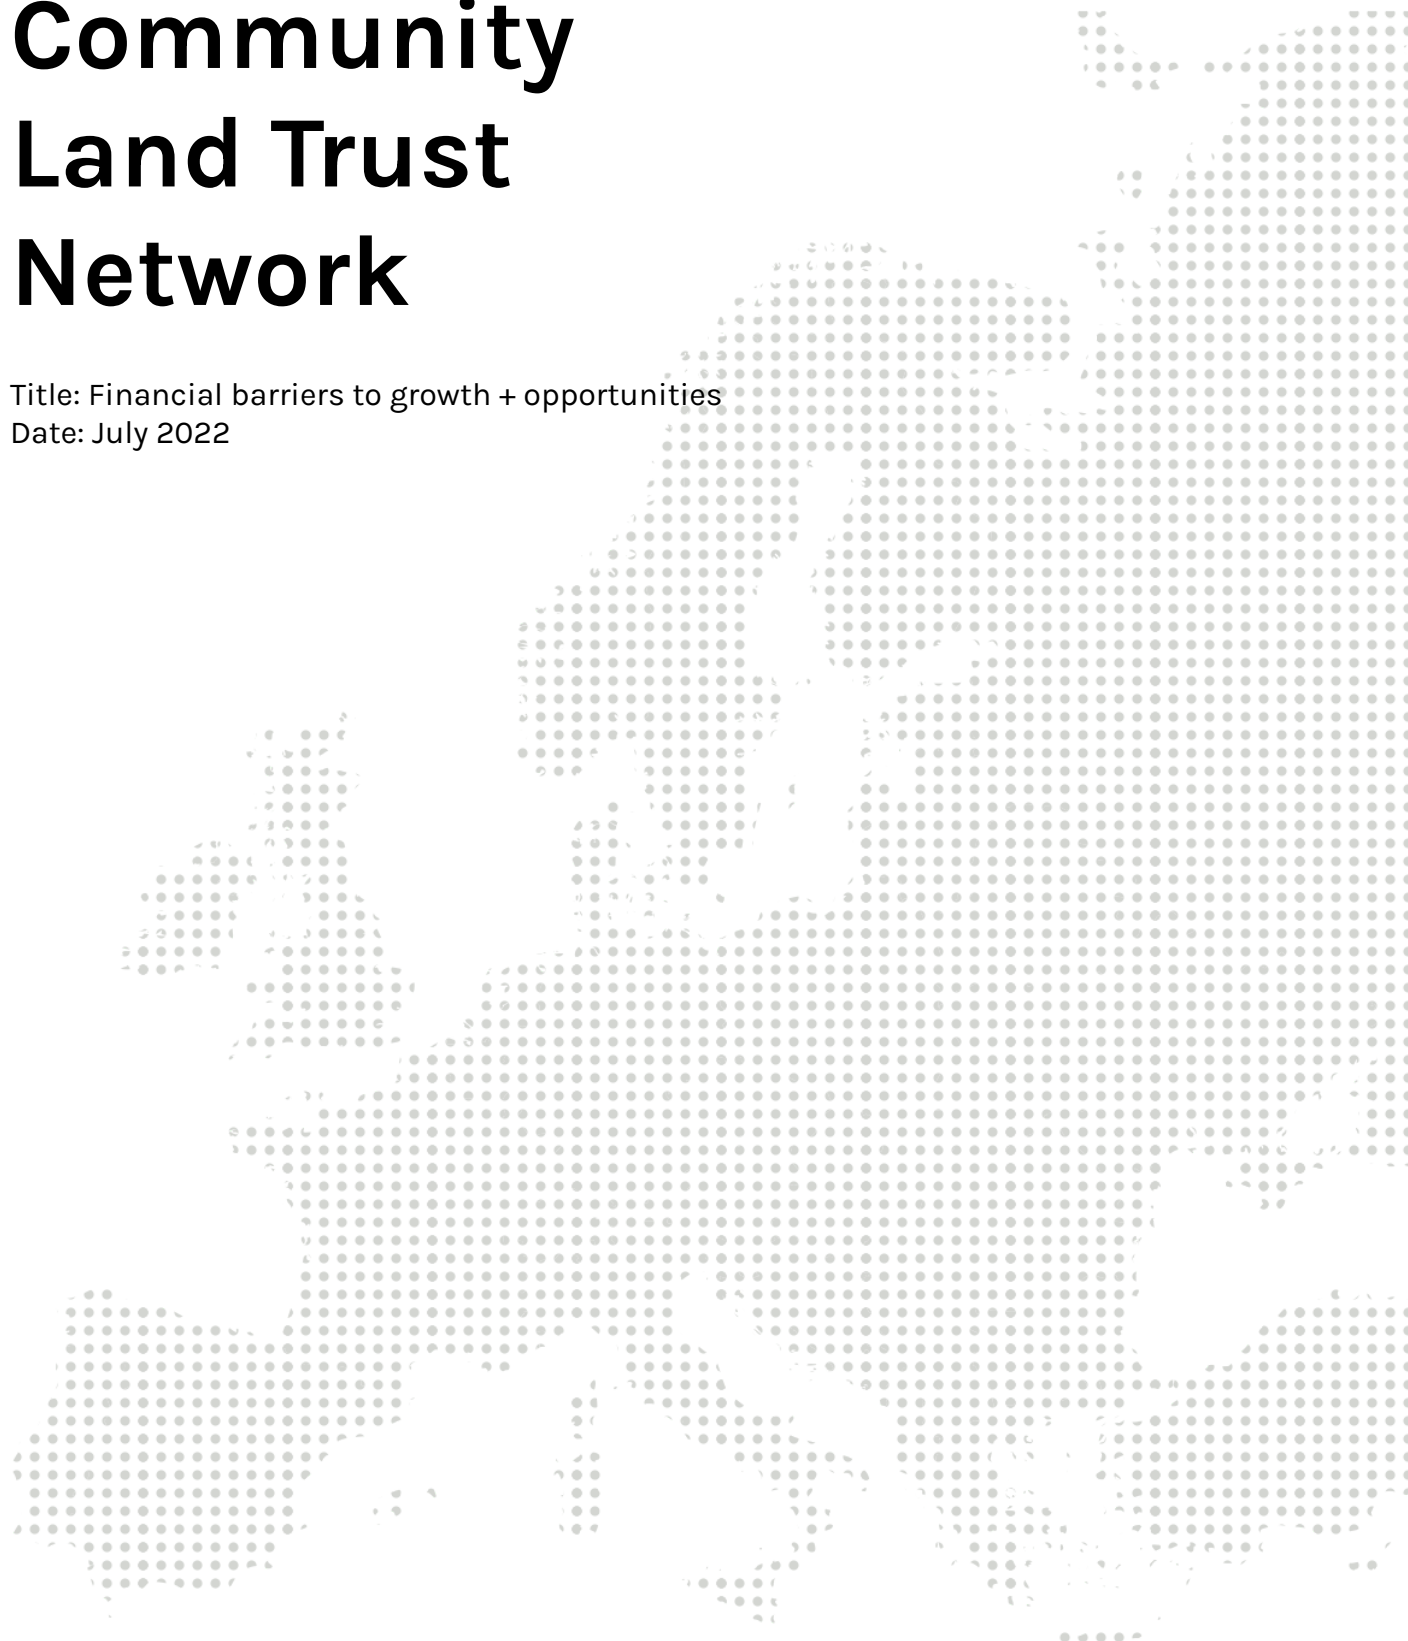 Community
Land Trust
Network
Title: Financial barriers to growth + opportunities
Date: July 2022